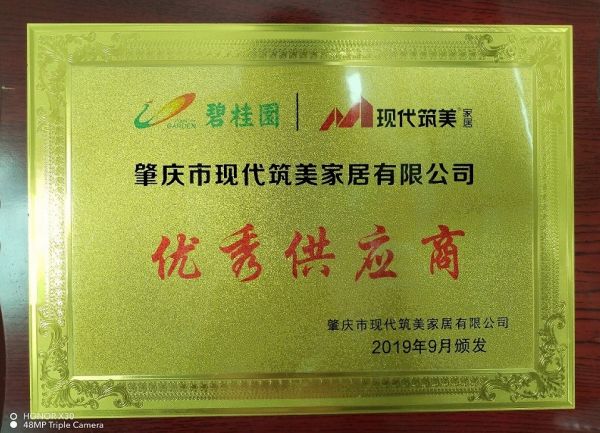 碧桂園 | 现代筑美 家居
GARDEN
肇庆市现代筑美家居有限公司
优秀供应商
肇庆市现代筑美家居有限公司
2019年9月颁发
HONOR X30
48MP Triple Camera